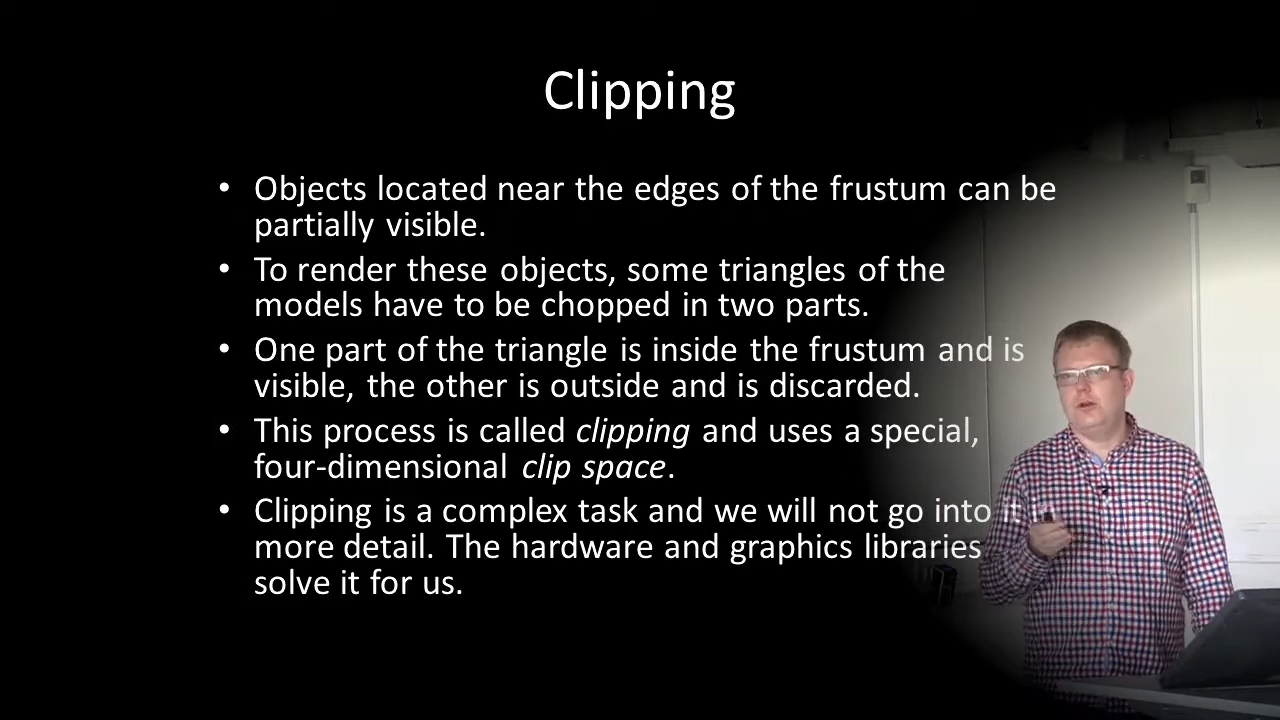 Clipping
• Objects located near the edges of the frustum can be
partially visible.
• To render these objects, some triangles of the
models have to be chopped in two parts.
• One part of the triangle is inside the frustum and is
visible, the other is outside and is discarded.
• This process is called clipping and uses a special,
four-dimensional clip space.
• Clipping is a complex task and we will not go into it in
more detail. The hardware and graphics libraries
solve it for us.